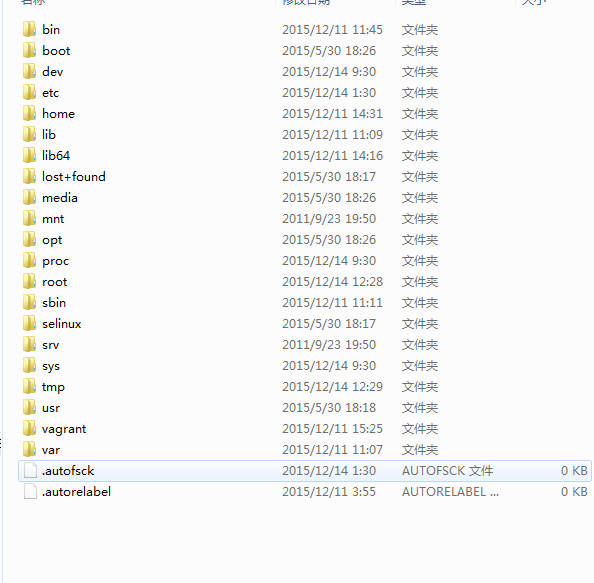 名称 修改日期 类型 大小
bin 2015/12/11 11:45 文件夹
boot 2015/5/30 18:26 文件夹
dev 2015/12/14 9:30 文件夹
etc 2015/12/14 1:30 文件夹
home 2015/12/11 14:31 文件夹
lib 2015/12/11 11:09 文件夹
lib64 2015/12/11 14:16 文件夹
lost+found 2015/5/30 18:17 文件夹
media 2015/5/30 18:26 文件夹
mnt 2011/9/23 19:50 文件夹
opt 2015/5/30 18:26 文件夹
proc 2015/12/14 9:30 文件夹
root 2015/12/14 12:28 文件夹
sbin 2015/12/11 11:11 文件夹
selinux 2015/5/30 18:17 文件夹
srv 2011/9/23 19:50 文件夹
sys 2015/12/14 9:30 文件夹
tmp 2015/12/14 12:29 文件夹
usr 2015/5/30 18:18 文件夹
vagrant 2015/12/11 15:25 文件夹
var 2015/12/11 11:07 文件夹
.autofsck 2015/12/14 1:30 AUTOFSCK 文件 0 KB
.autorelabel 2015/12/11 3:55 AUTORELABEL ... 0 KB